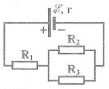 ℰ, r
+ −
R₁
R₂
R₃